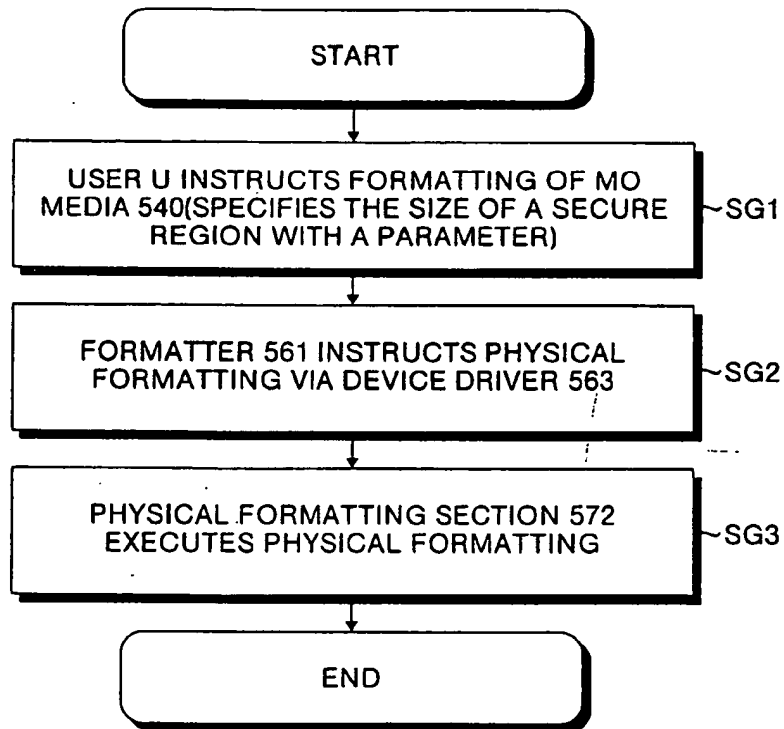 START
USER U INSTRUCTS FORMATTING OF MO
MEDIA 540(SPECIFIES THE SIZE OF A SECURE
REGION WITH A PARAMETER)
~SG1
FORMATTER 561 INSTRUCTS PHYSICAL
FORMATTING VIA DEVICE DRIVER 563
~SG2
PHYSICAL FORMATTING SECTION 572
EXECUTES PHYSICAL FORMATTING
~SG3
END